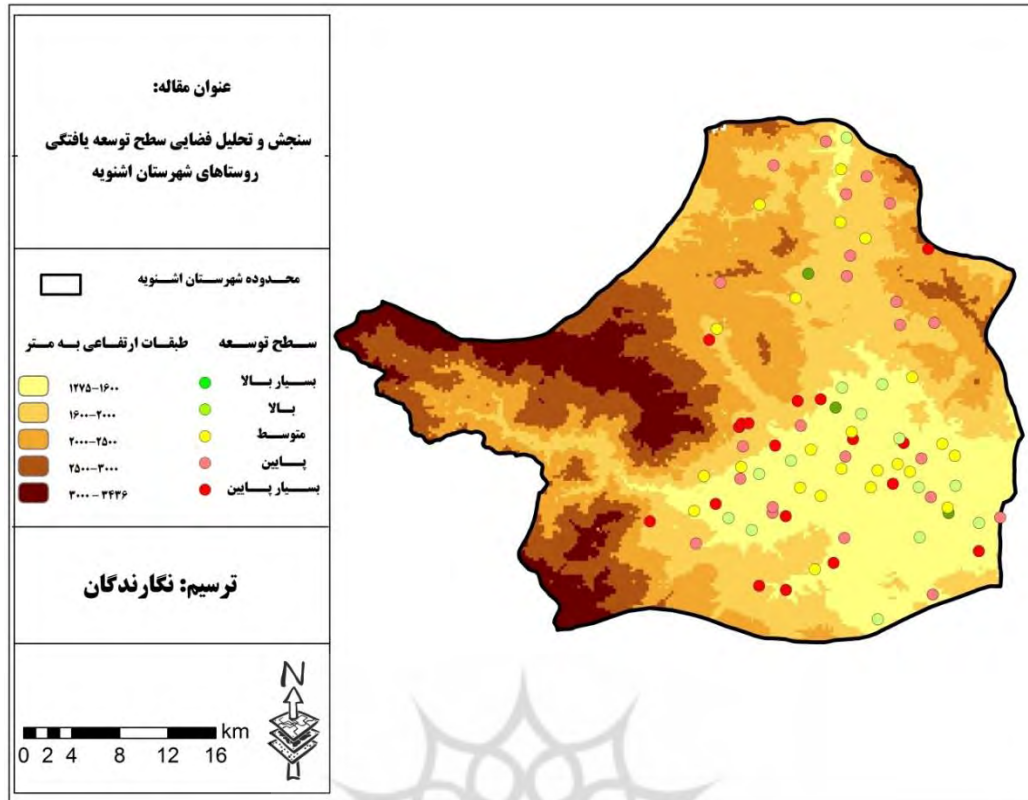 عنوان مقاله:
سنجش و تحلیل فضایی سطح توسعه یافتگی
روستاهای شهرستان اشنویه
محدوده شهرستان اشنویه
سطح توسعه
طبقات ارتفاعی به متر
بسیار بالا
۱۲۷۵-۱۶۰۰
بالا
۱۶۰۰-۲۰۰۰
متوسط
۲۰۰۰-۲۵۰۰
پایین
۲۵۰۰-۳۰۰۰
بسیار پایین
۳۰۰۰-۳۴۳۶
ترسیم: نگارندگان
N
km
0 2 4 8 12 16